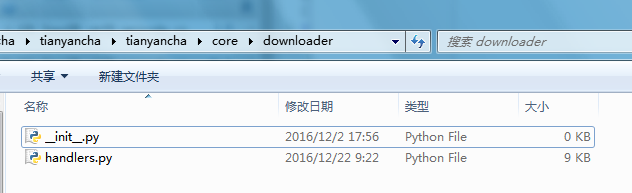 cha ▸ tianyancha ▸ tianyancha ▸ core ▸ downloader
搜索 downloader
共享 新建文件夹
名称 修改日期 类型 大小
__init__.py 2016/12/2 17:56 Python File 0 KB
handlers.py 2016/12/22 9:22 Python File 9 KB